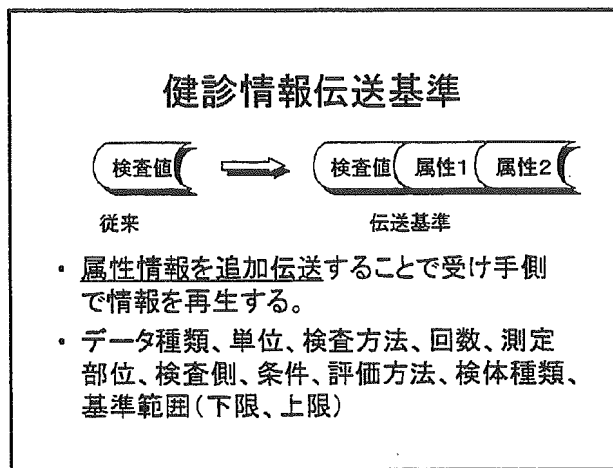 健診情報伝送基準
検査値 検査値 属性1 属性2
従来 伝送基準
・属性情報を追加伝送することで受け手側
で情報を再生する。
・データ種類、単位、検査方法、回数、測定
部位、検査側、条件、評価方法、検体種類、
基準範囲(下限、上限)